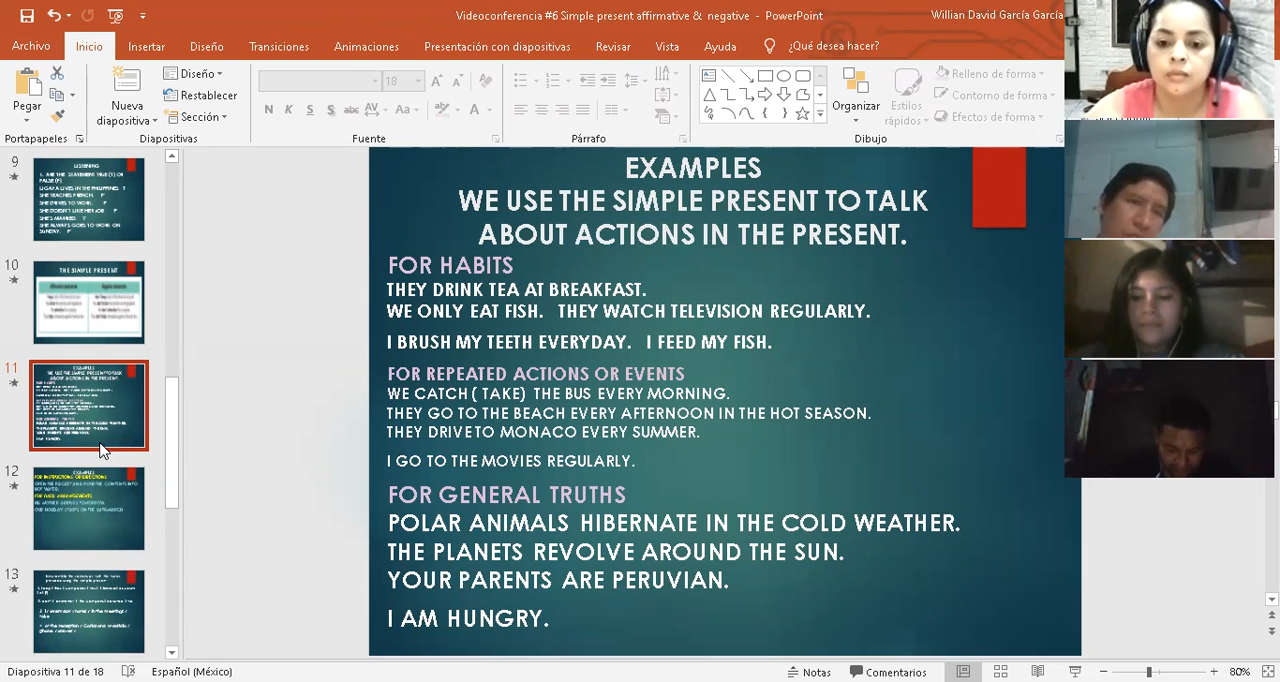 Videoconferencia #6 Simple present affirmative & negative - PowerPoint
Willian David García García
Archivo
Inicio
Insertar
Diseño
Transiciones
Animaciones
Presentación con diapositivas
Revisar
Vista
Ayuda
¿Qué desea hacer?
Pegar
Nueva
diapositiva
Diseño
Restablecer
Sección
18
N K S S abc AV Aa A
Organizar
Estilos
rápidos
Relleno de forma
Contorno de forma
Efectos de forma
Portapapeles
Diapositivas
Fuente
Párrafo
Dibujo
9
LISTENING
10
THE SIMPLE PRESENT
11
12
13
EXAMPLES
WE USE THE SIMPLE PRESENT TO TALK
ABOUT ACTIONS IN THE PRESENT.
FOR HABITS
THEY DRINK TEA AT BREAKFAST.
WE ONLY EAT FISH. THEY WATCH TELEVISION REGULARLY.
I BRUSH MY TEETH EVERYDAY. I FEED MY FISH.
FOR REPEATED ACTIONS OR EVENTS
WE CATCH ( TAKE) THE BUS EVERY MORNING.
THEY GO TO THE BEACH EVERY AFTERNOON IN THE HOT SEASON.
THEY DRIVETO MONACO EVERY SUMMER.
I GO TO THE MOVIES REGULARLY.
FOR GENERAL TRUTHS
POLAR ANIMALS HIBERNATE IN THE COLD WEATHER.
THE PLANETS REVOLVE AROUND THE SUN.
YOUR PARENTS ARE PERUVIAN.
I AM HUNGRY.
Diapositiva 11 de 18
Español (México)
Notas
Comentarios
80%